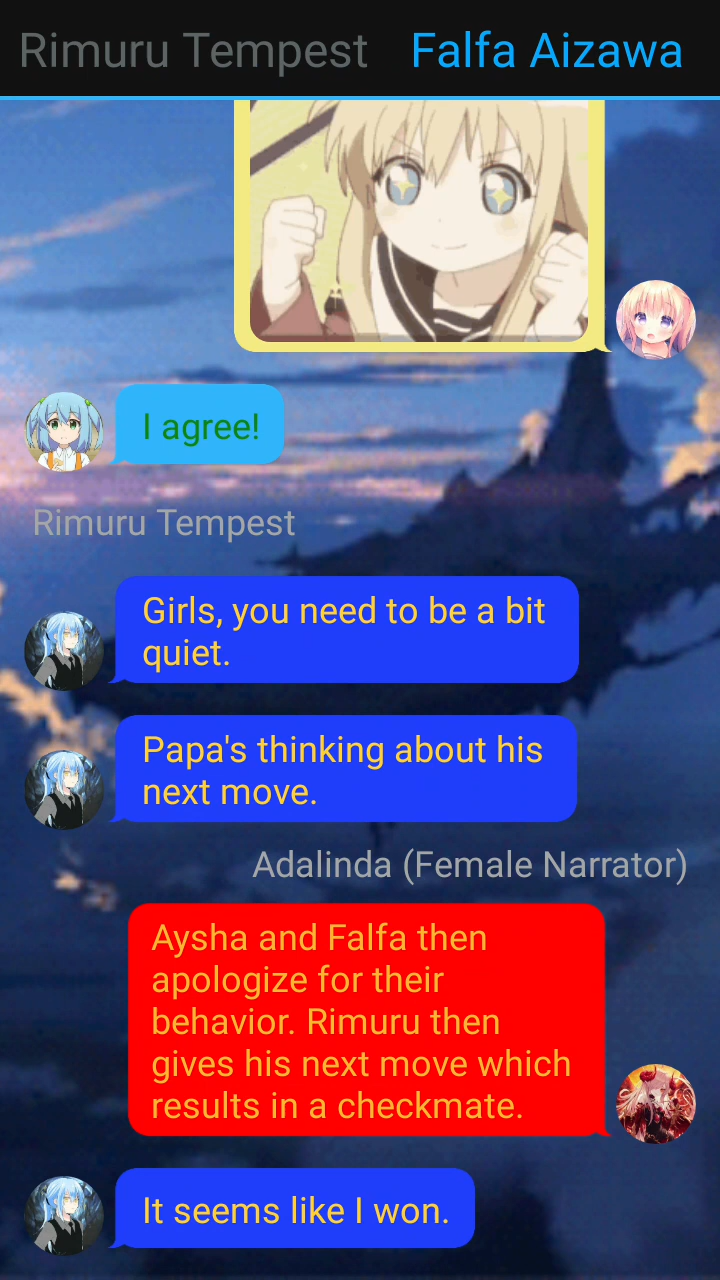 Rimuru Tempest Falfa Aizawa
I agree!
Rimuru Tempest
Girls, you need to be a bit
quiet.
Papa's thinking about his
next move.
Adalinda (Female Narrator)
Aysha and Falfa then
apologize for their
behavior. Rimuru then
gives his next move which
results in a checkmate.
It seems like I won.